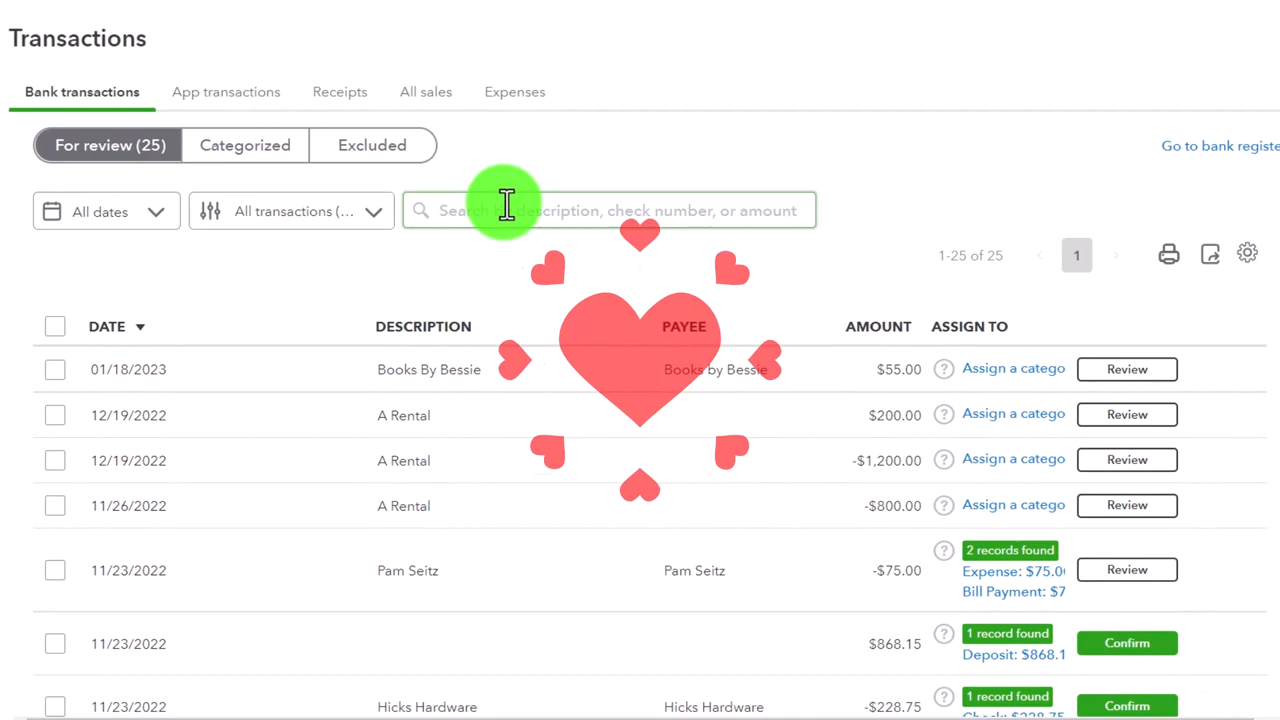 Transactions
Bank transactions App transactions Receipts All sales Expenses
For review (25) Categorized Excluded Go to bank registe
All dates All transactions (... Search by description, check number, or amount
1-25 of 25 < 1 >
DATE ▼ DESCRIPTION PAYEE AMOUNT ASSIGN TO
01/18/2023 Books By Bessie Books by Bessie $55.00 ? Assign a catego Review
12/19/2022 A Rental $200.00 ? Assign a catego Review
12/19/2022 A Rental -$1,200.00 ? Assign a catego Review
11/26/2022 A Rental -$800.00 ? Assign a catego Review
? 2 records found
11/23/2022 Pam Seitz Pam Seitz -$75.00 Expense: $75.0 Review
Bill Payment: $7
? 1 record found
11/23/2022 $868.15 Deposit: $868.1 Confirm
? 1 record found
11/23/2022 Hicks Hardware Hicks Hardware -$228.75 Check: $228.75 Confirm